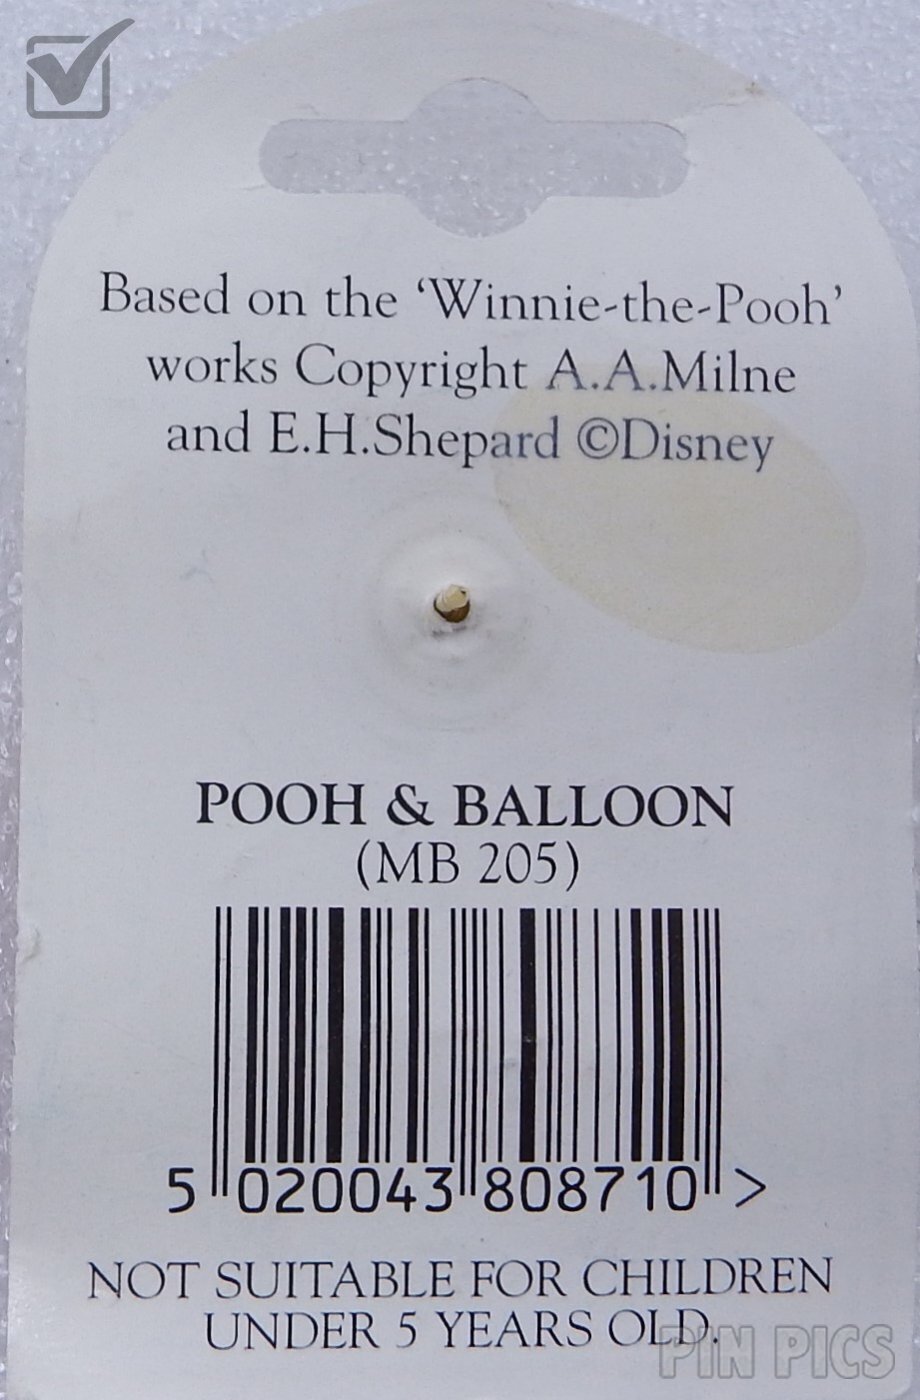 Based on the ‘Winnie-the-Pooh’
works Copyright A.A.Milne
and E.H.Shepard ©Disney
POOH & BALLOON
(MB 205)
5 020043 808710 >
NOT SUITABLE FOR CHILDREN
UNDER 5 YEARS OLD.
PIN PICS